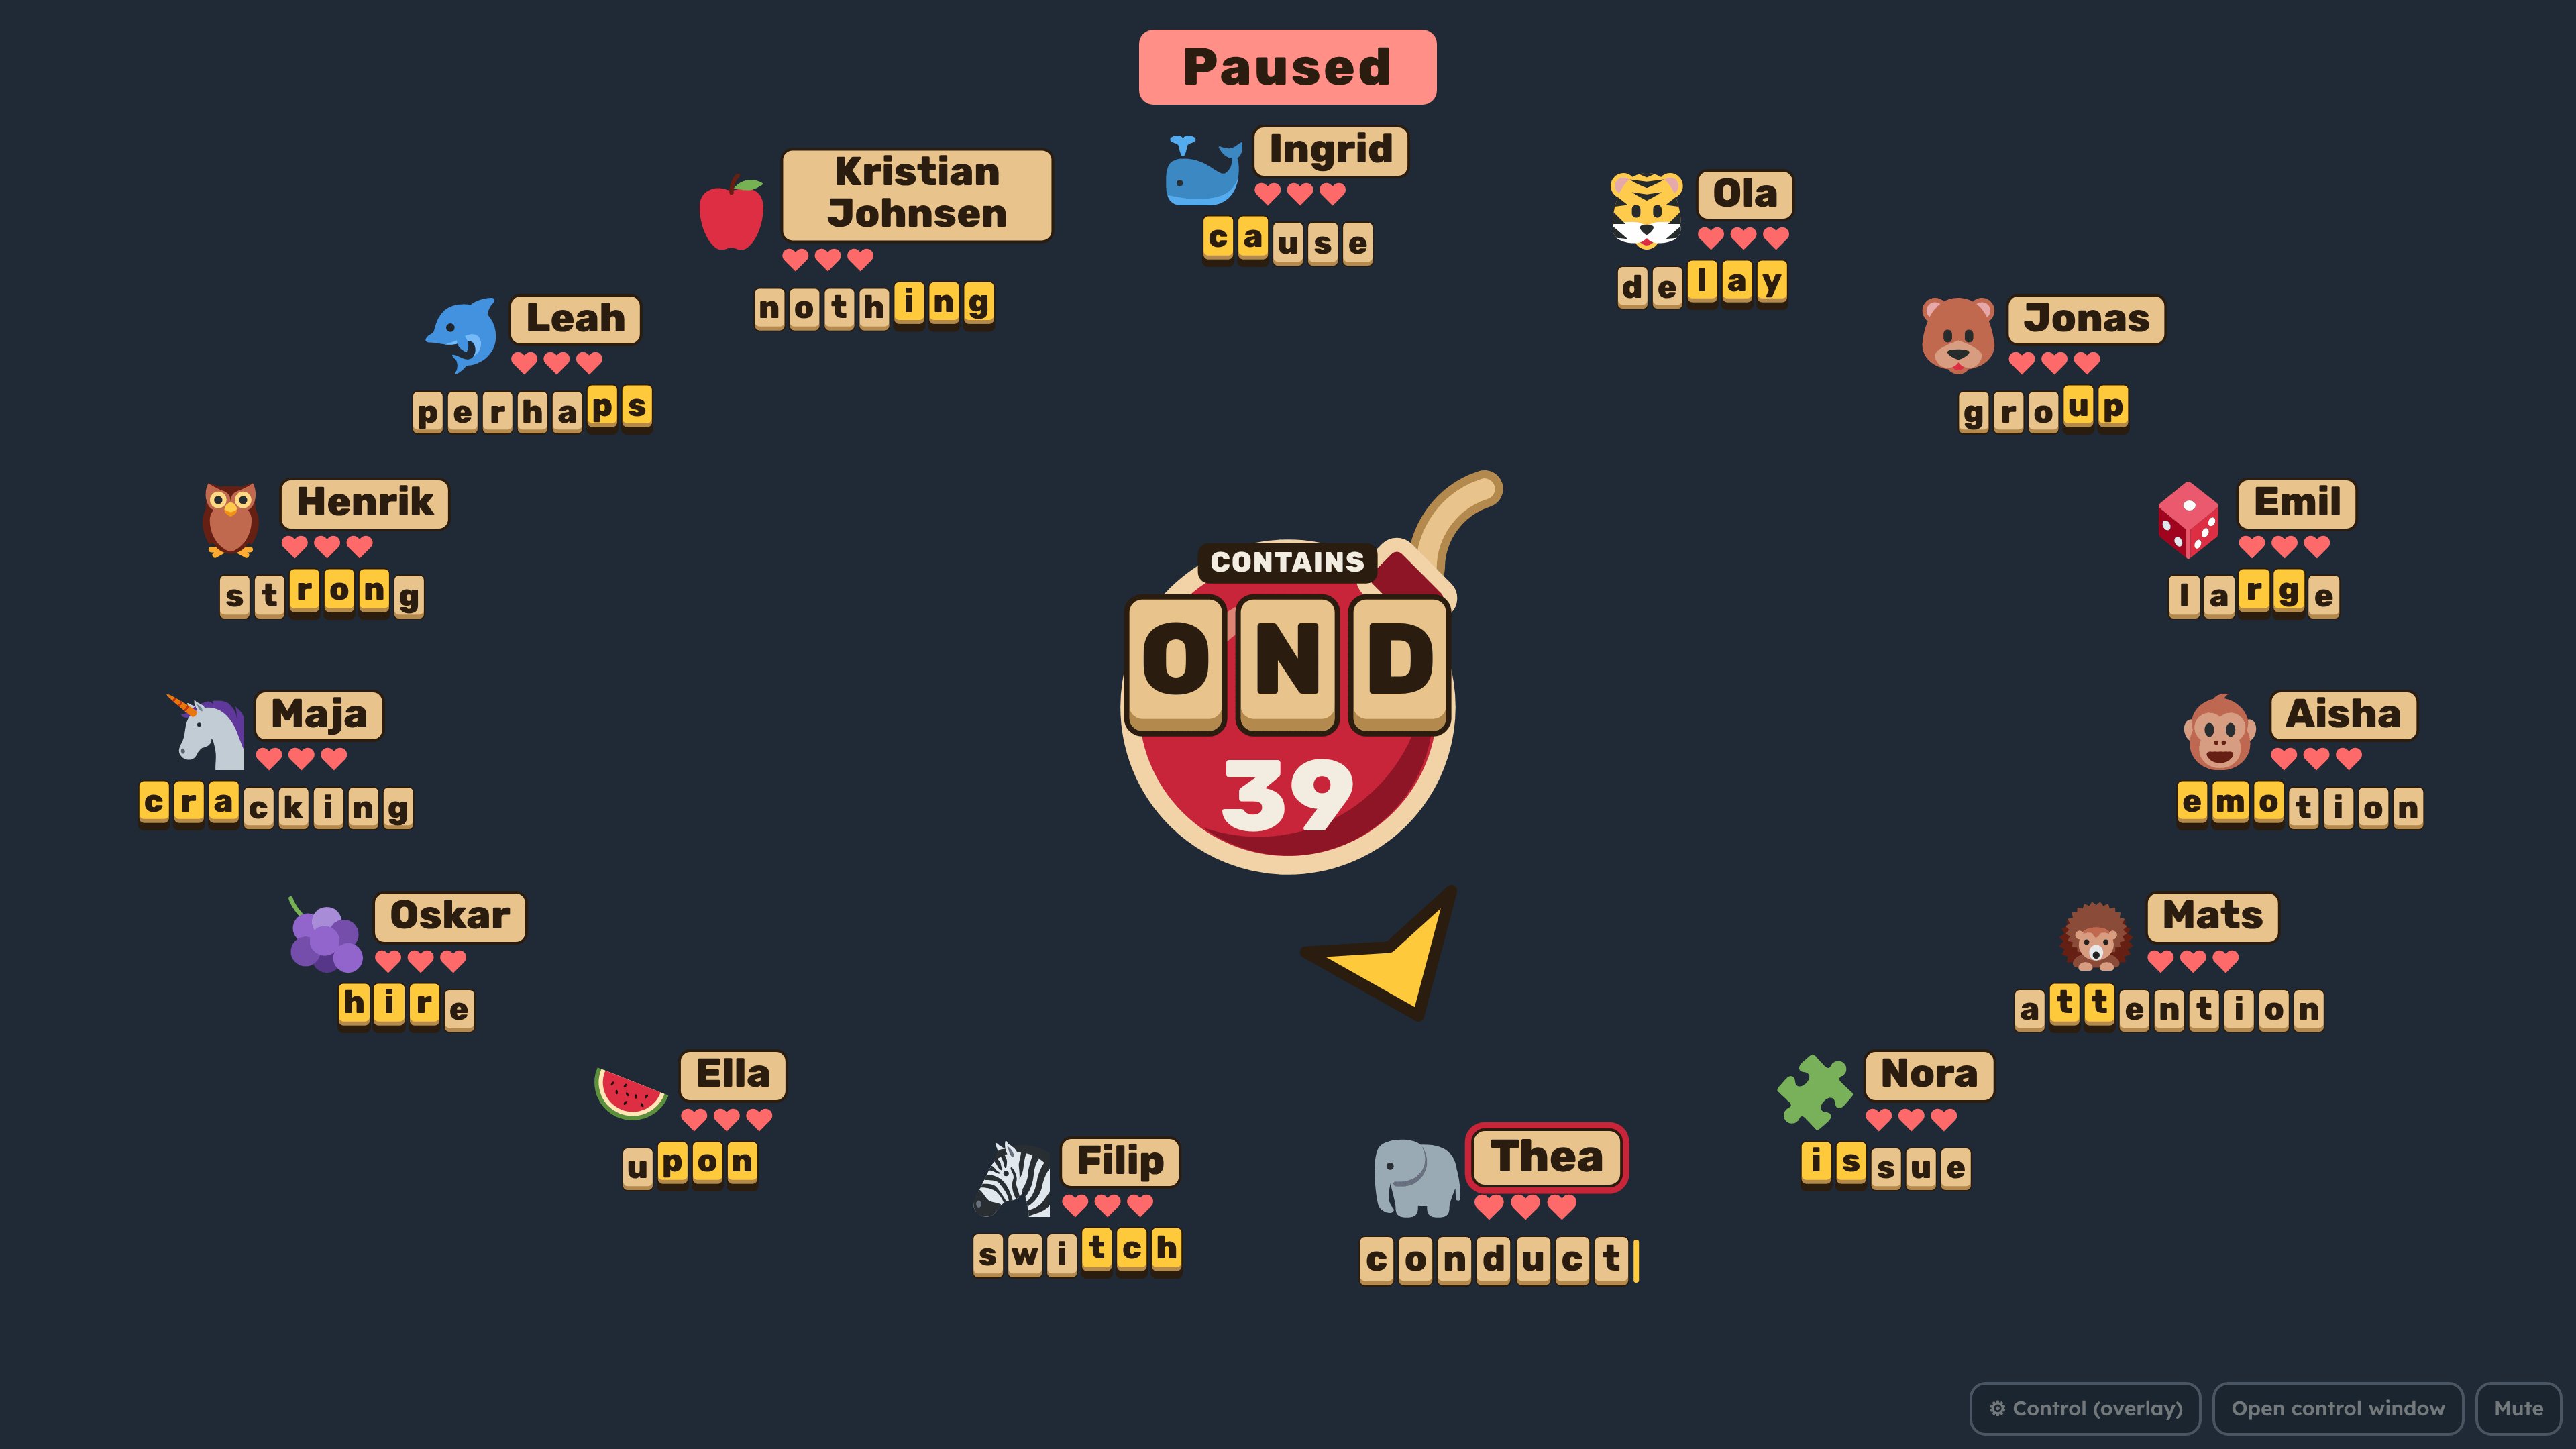 Paused
Ingrid
cause
Kristian
Johnsen
nothing
Ola
delay
Leah
perhaps
Jonas
group
Henrik
strong
Emil
large
CONTAINS
OND
39
Maja
cracking
Aisha
emotion
Oskar
hire
Mats
attention
Ella
upon
Nora
issue
Filip
switch
Thea
conduct
Control (overlay)
Open control window
Mute